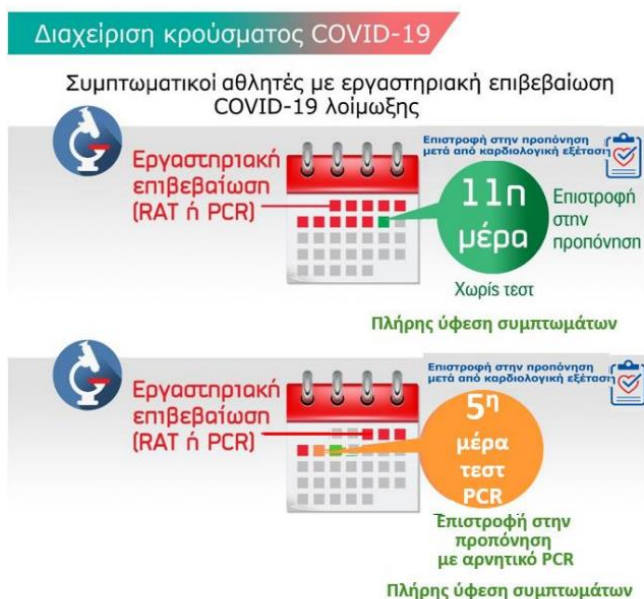 Διαχείριση κρούσματος COVID-19
Συμπτωματικοί αθλητές με εργαστηριακή επιβεβαίωση
COVID-19 λοίμωξης
Εργαστηριακή
επιβεβαίωση
(RAT ή PCR)
Επιστροφή στην προπόνηση
μετά από καρδιολογική εξέταση
11η
μέρα
Επιστροφή
στην
προπόνηση
Χωρίς τεστ
Πλήρης ύφεση συμπτωμάτων
Εργαστηριακή
επιβεβαίωση
(RAT ή PCR)
Επιστροφή στην προπόνηση
μετά από καρδιολογική εξέταση
5η
μέρα
τεστ
PCR
Επιστροφή στην
προπόνηση
με αρνητικό PCR
Πλήρης ύφεση συμπτωμάτων